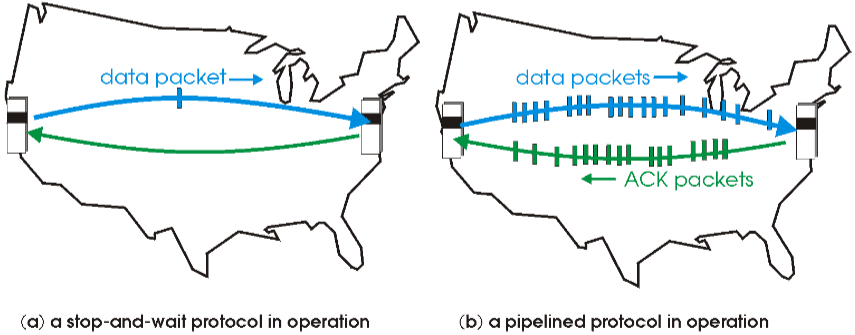 data packet
data packets
ACK packets
(a) a stop-and-wait protocol in operation
(b) a pipelined protocol in operation